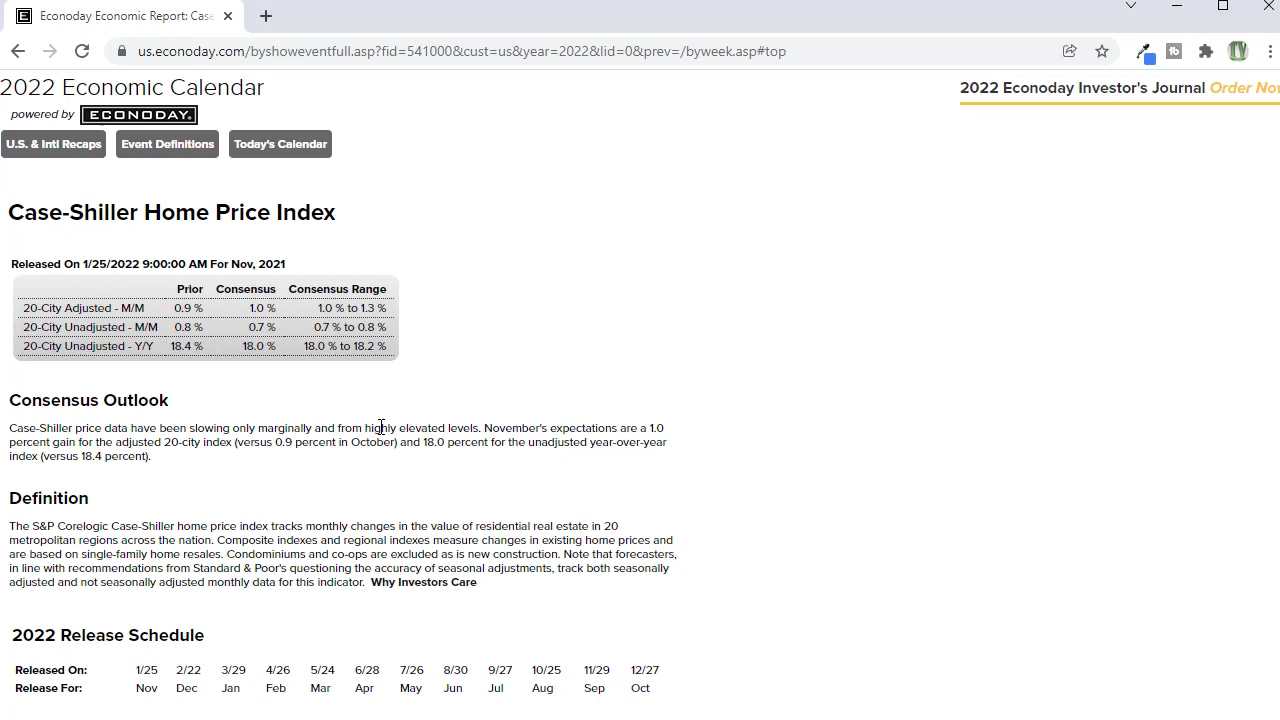 Econoday Economic Report: Case
us.econoday.com/byshoweventfull.asp?fid=541000&cust=us&year=2022&lid=0&prev=/byweek.asp#top
2022 Economic Calendar
powered by ECONODAY
2022 Econoday Investor's Journal Order Now
U.S. & Intl Recaps Event Definitions Today's Calendar
Case-Shiller Home Price Index
Released On 1/25/2022 9:00:00 AM For Nov, 2021
Prior Consensus Consensus Range
20-City Adjusted - M/M 0.9 % 1.0 % 1.0 % to 1.3 %
20-City Unadjusted - M/M 0.8 % 0.7 % 0.7 % to 0.8 %
20-City Unadjusted - Y/Y 18.4 % 18.0 % 18.0 % to 18.2 %
Consensus Outlook
Case-Shiller price data have been slowing only marginally and from highly elevated levels. November's expectations are a 1.0
percent gain for the adjusted 20-city index (versus 0.9 percent in October) and 18.0 percent for the unadjusted year-over-year
index (versus 18.4 percent).
Definition
The S&P Corelogic Case-Shiller home price index tracks monthly changes in the value of residential real estate in 20
metropolitan regions across the nation. Composite indexes and regional indexes measure changes in existing home prices and
are based on single-family home resales. Condominiums and co-ops are excluded as is new construction. Note that forecasters,
in line with recommendations from Standard & Poor's questioning the accuracy of seasonal adjustments, track both seasonally
adjusted and not seasonally adjusted monthly data for this indicator. Why Investors Care
2022 Release Schedule
Released On: 1/25 2/22 3/29 4/26 5/24 6/28 7/26 8/30 9/27 10/25 11/29 12/27
Release For: Nov Dec Jan Feb Mar Apr May Jun Jul Aug Sep Oct